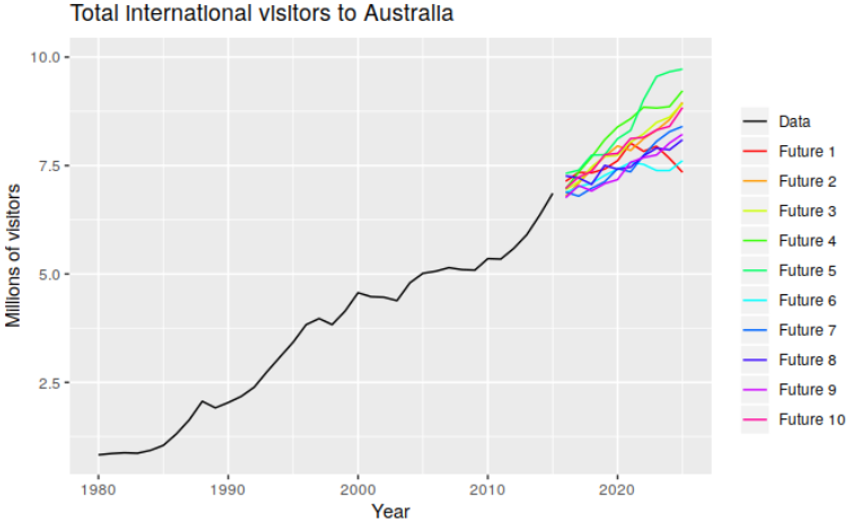 Total international visitors to Australia
10.0
7.5
5.0
2.5
Millions of visitors
1980 1990 2000 2010 2020
Year
Data
Future 1
Future 2
Future 3
Future 4
Future 5
Future 6
Future 7
Future 8
Future 9
Future 10